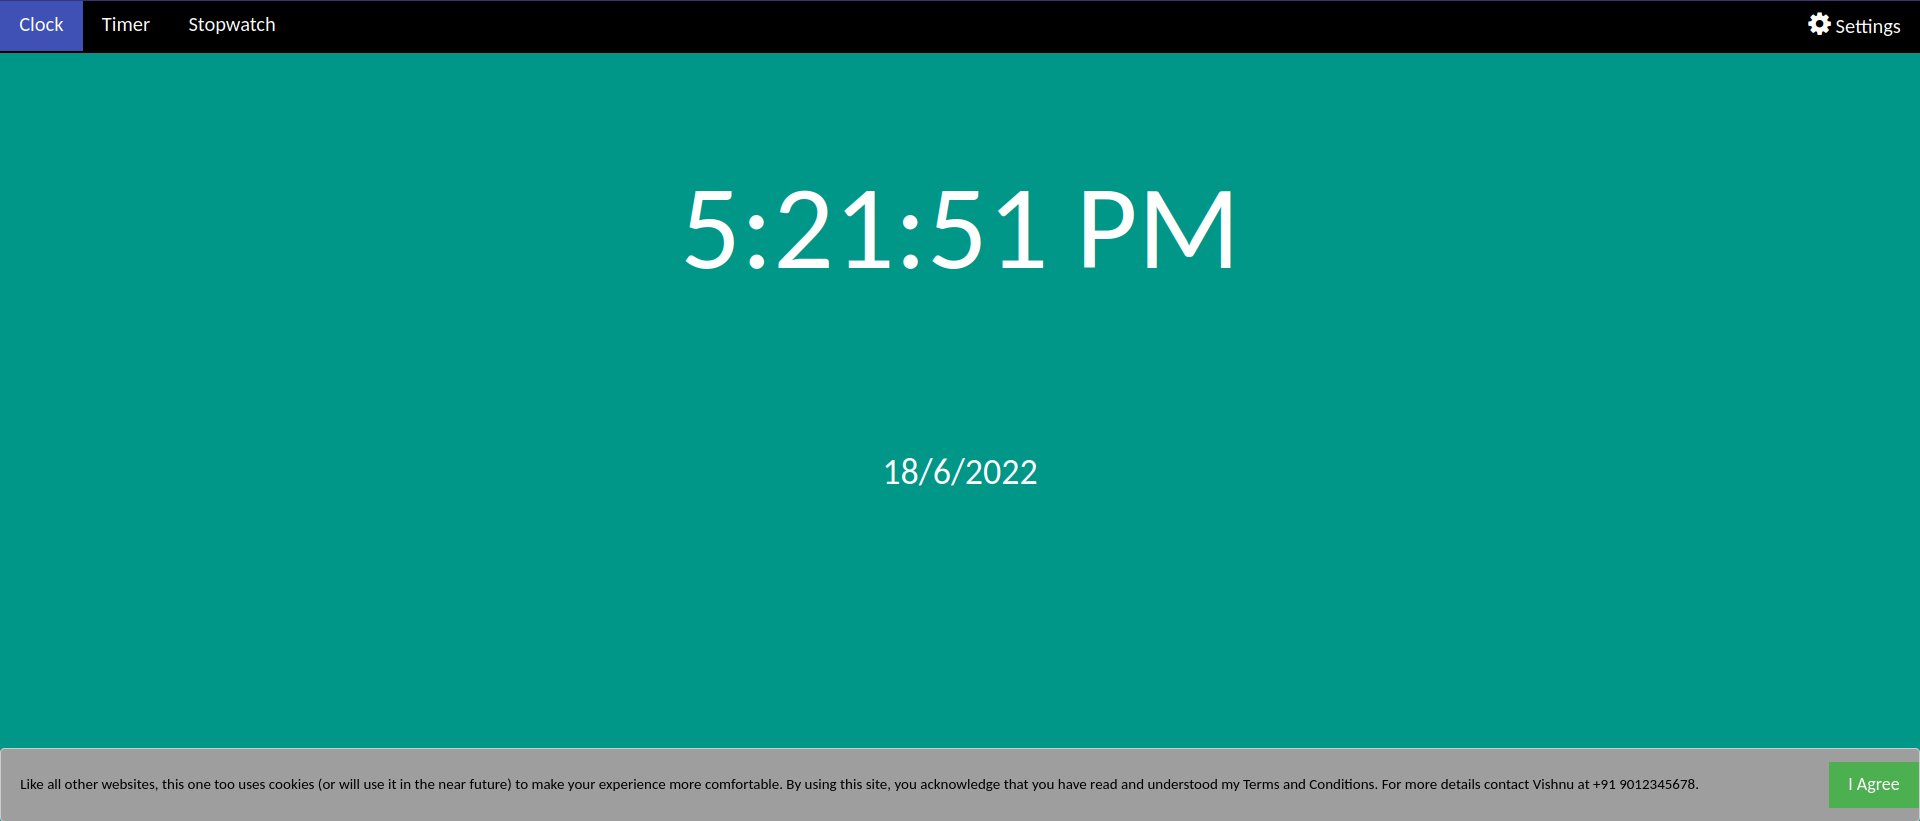 Clock Timer Stopwatch Settings
5:21:51 PM
18/6/2022
Like all other websites, this one too uses cookies (or will use it in the near future) to make your experience more comfortable. By using this site, you acknowledge that you have read and understood my Terms and Conditions. For more details contact Vishnu at +91 9012345678. I Agree